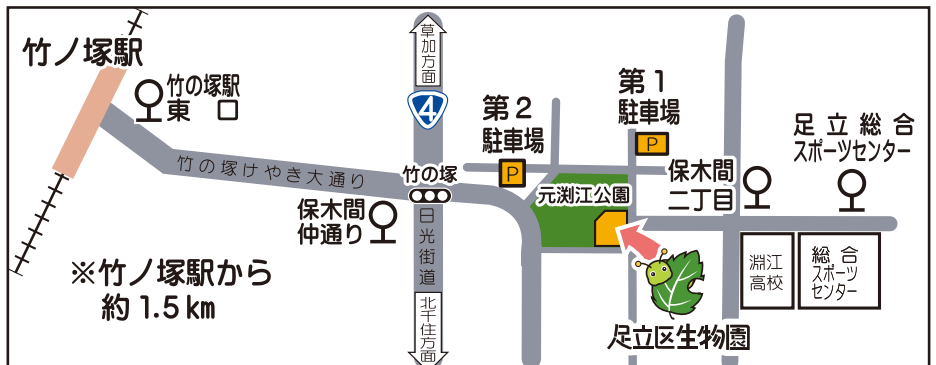 竹ノ塚駅
竹の塚駅
東　口
草加方面
4
第2
駐車場
P
第1
駐車場
P
足立総合
スポーツセンター
竹の塚けやき大通り
竹の塚
保木間
二丁目
元渕江公園
保木間
仲通り
日光街道
淵江
高校
総合
スポーツ
センター
※竹ノ塚駅から
約1.5km
北千住方面
足立区生物園